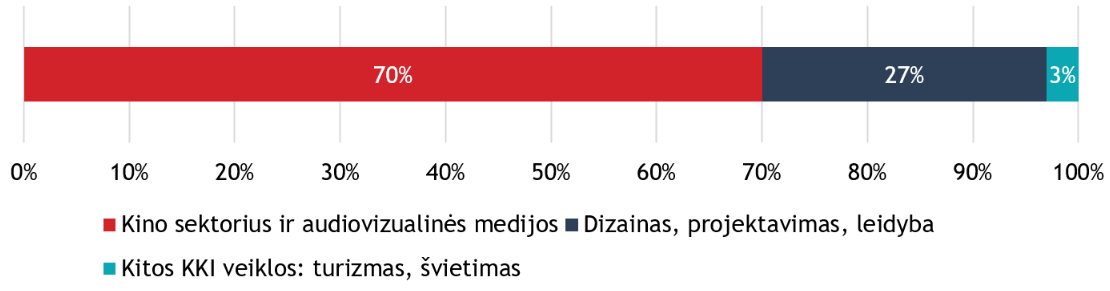 70% 27% 3%
0% 10% 20% 30% 40% 50% 60% 70% 80% 90% 100%
Kino sektorius ir audiovizualinės medijos Dizainas, projektavimas, leidyba
Kitos KKI veiklos: turizmas, švietimas